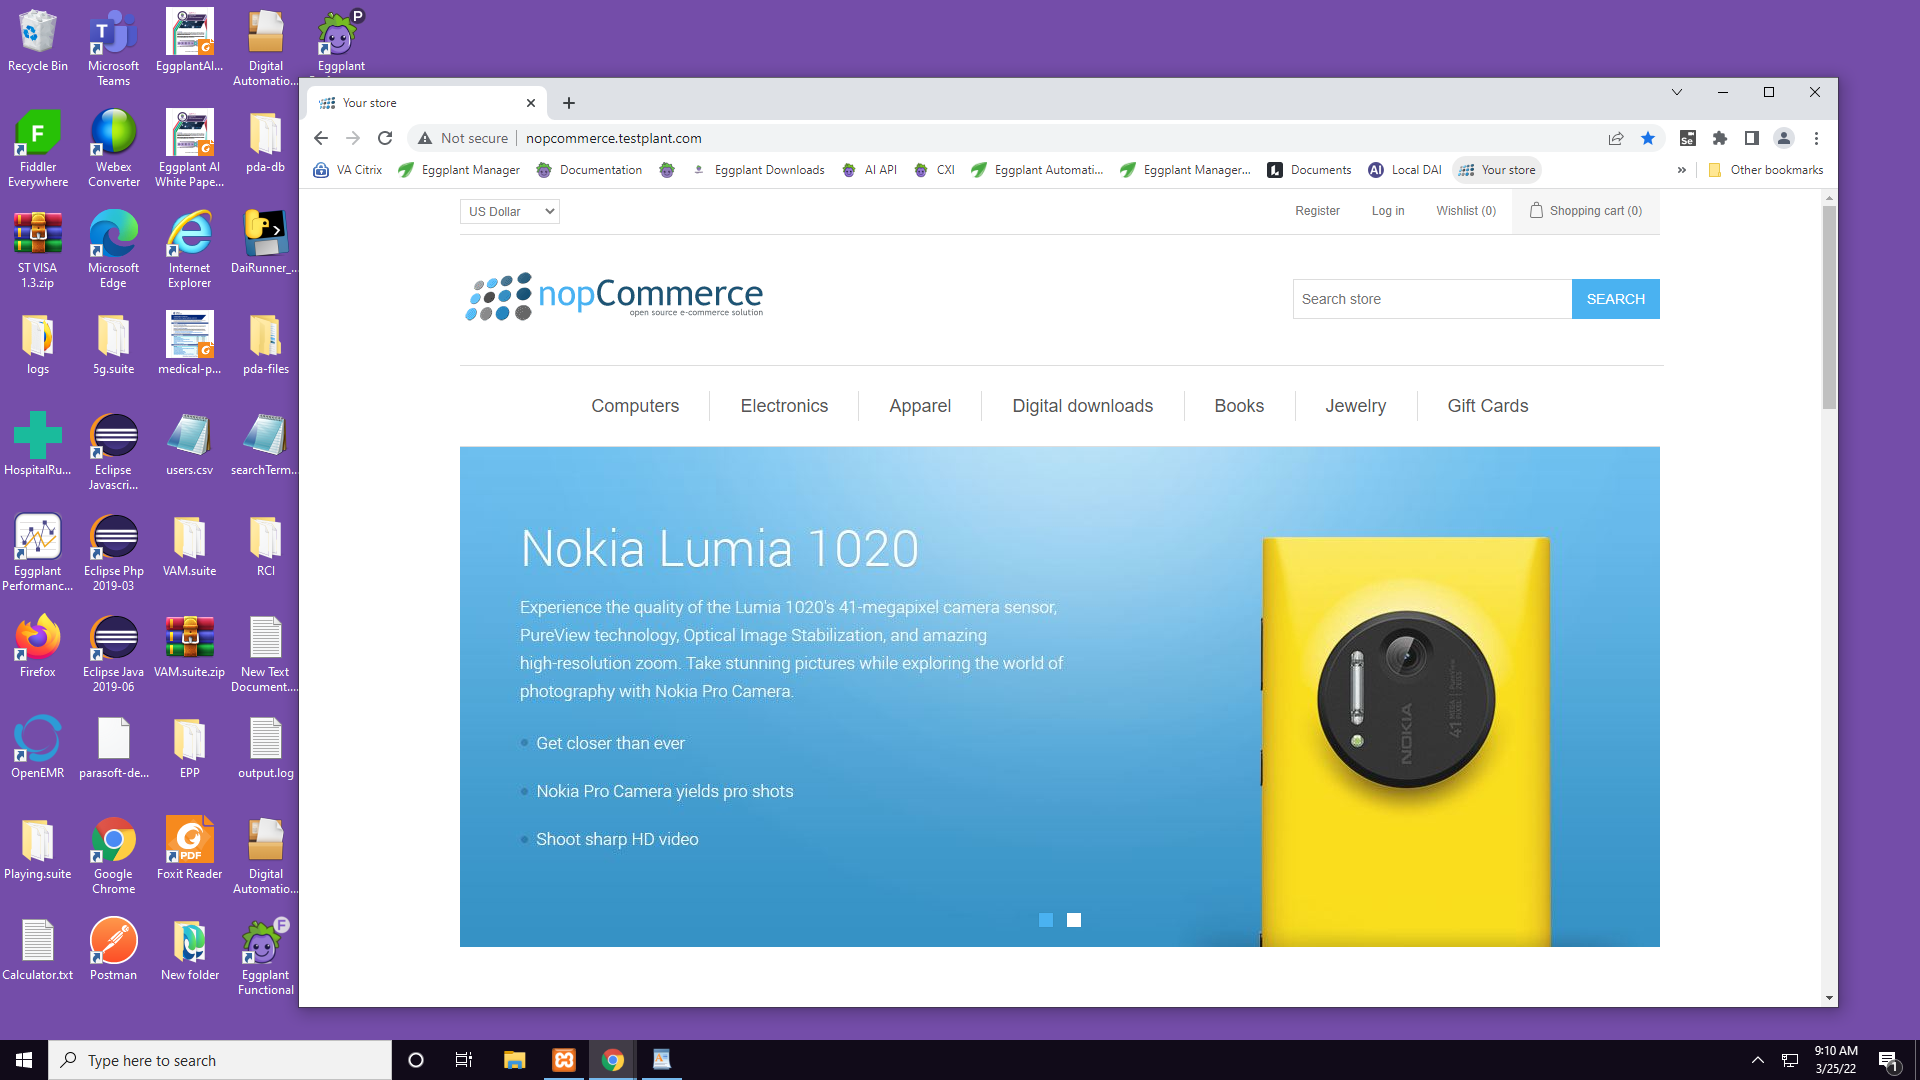 Recycle Bin
Microsoft
Teams
EggplantAI...
Digital
Automatio...
P
Eggplant
Fiddler
Everywhere
Webex
Converter
Eggplant AI
White Pape...
pda-db
ST VISA
1.3.zip
Microsoft
Edge
Internet
Explorer
DaiRunner_...
logs
5g.suite
medical-p...
pda-files
HospitalRu...
Eclipse
Javascri...
users.csv
searchTerm...
Eggplant
Performanc...
Eclipse Php
2019-03
VAM.suite
RCI
Firefox
Eclipse Java
2019-06
VAM.suite.zip
New Text
Document....
OpenEMR
parasoft-de...
EPP
output.log
Playing.suite
Google
Chrome
PDF
Foxit Reader
Digital
Automatio...
Calculator.txt
Postman
New folder
F
Eggplant
Functional
Your store
Not secure nopcommerce.testplant.com
Se
VA Citrix Eggplant Manager Documentation Eggplant Downloads AI API CXI Eggplant Automati... Eggplant Manager... Documents AI Local DAI Your store » Other bookmarks
US Dollar Register Log in Wishlist (0) Shopping cart (0)
nopCommerce
open source e-commerce solution
Search store SEARCH
Computers Electronics Apparel Digital downloads Books Jewelry Gift Cards
Nokia Lumia 1020
Experience the quality of the Lumia 1020's 41-megapixel camera sensor,
PureView technology, Optical Image Stabilization, and amazing
high-resolution zoom. Take stunning pictures while exploring the world of
photography with Nokia Pro Camera.
Get closer than ever
Nokia Pro Camera yields pro shots
Shoot sharp HD video
NOKIA
41 MEGA PIXEL
Type here to search
9:10 AM
3/25/22
1